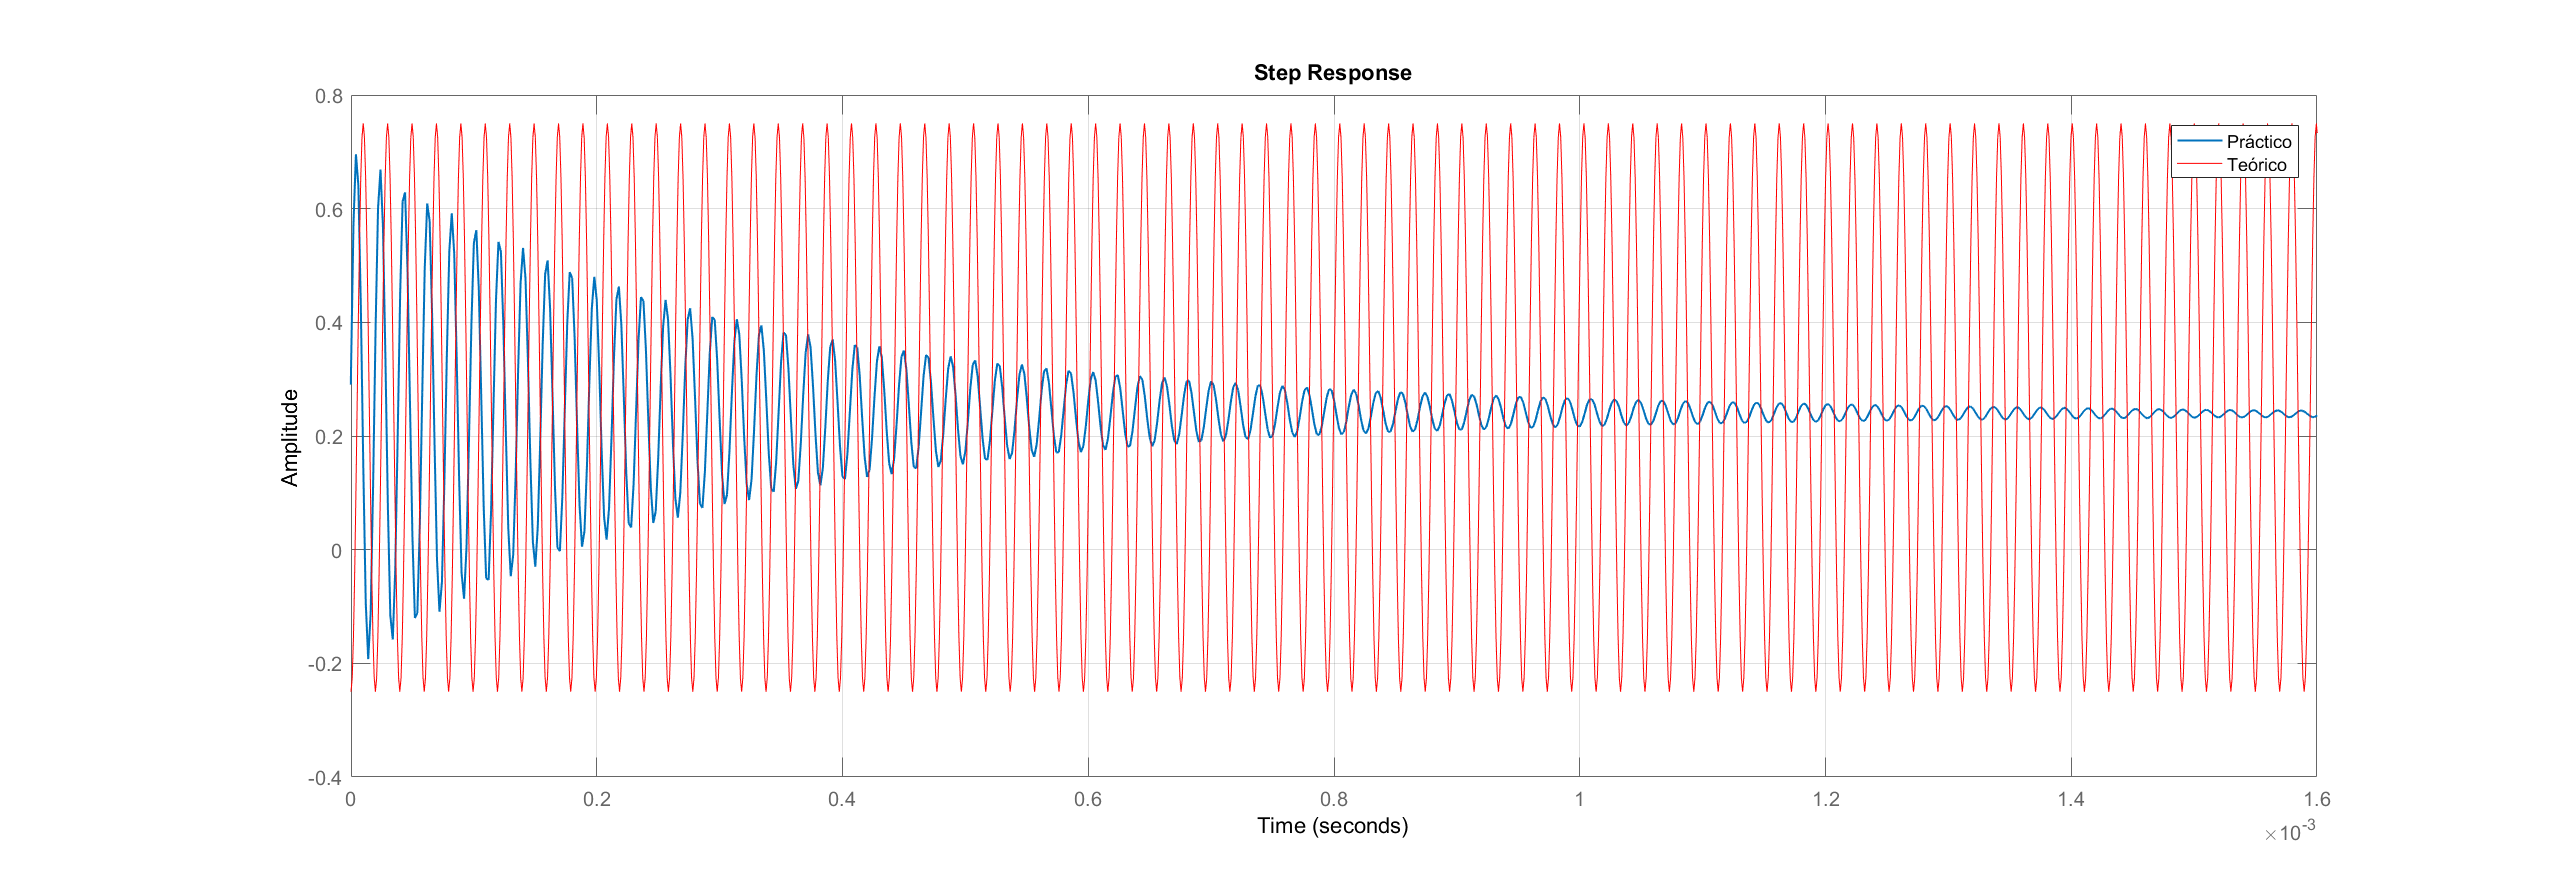 Step Response
0.8
0.6
0.4
0.2
0
-0.2
-0.4
Amplitude
Práctico
Teórico
0 0.2 0.4 0.6 0.8 1 1.2 1.4 1.6
Time (seconds)
×10-3